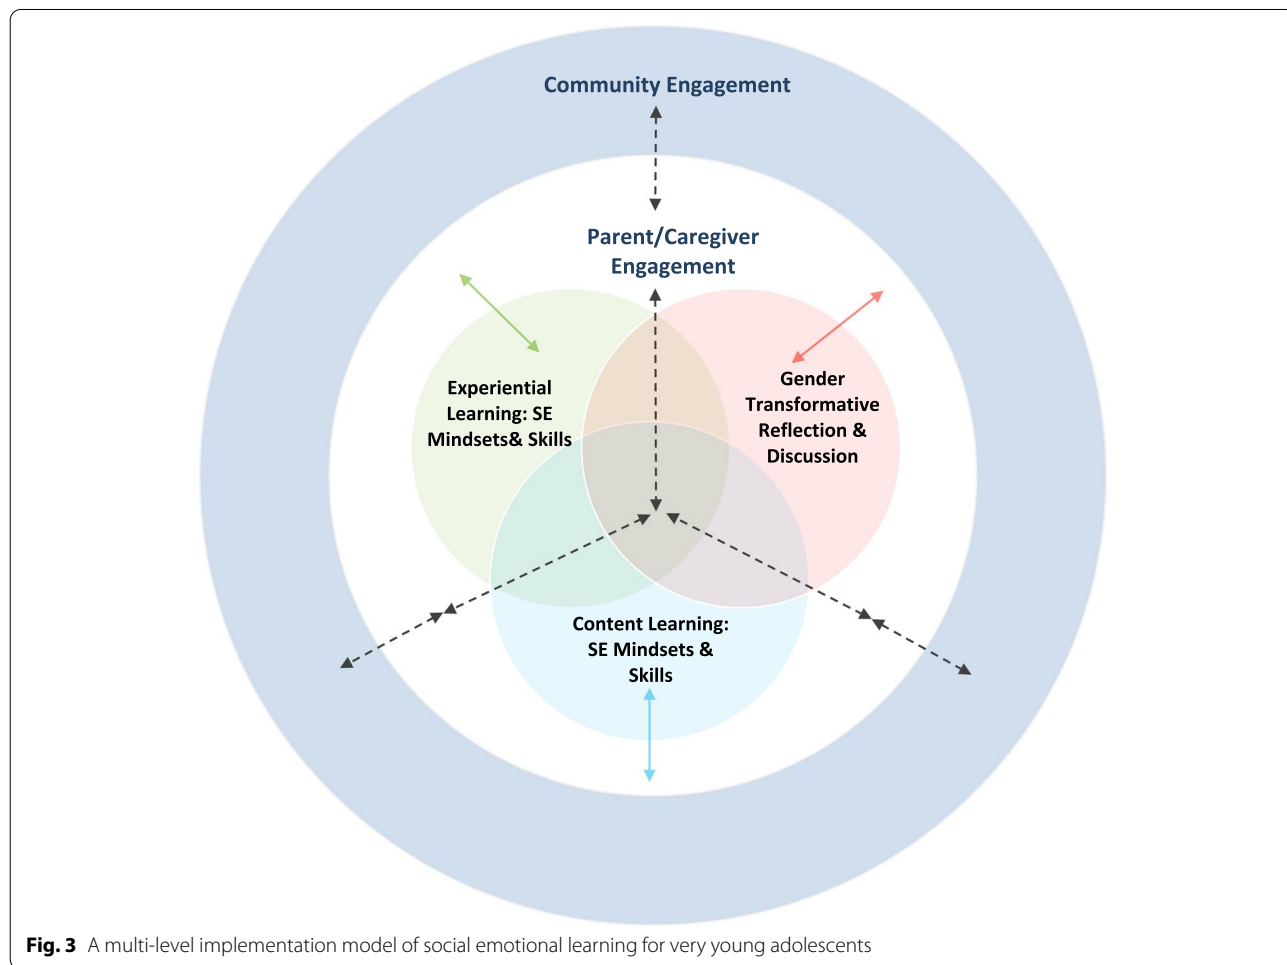 Community Engagement
Parent/Caregiver
Engagement
Experiential
Learning: SE
Mindsets& Skills
Gender
Transformative
Reflection &
Discussion
Content Learning:
SE Mindsets &
Skills
Fig. 3 A multi-level implementation model of social emotional learning for very young adolescents